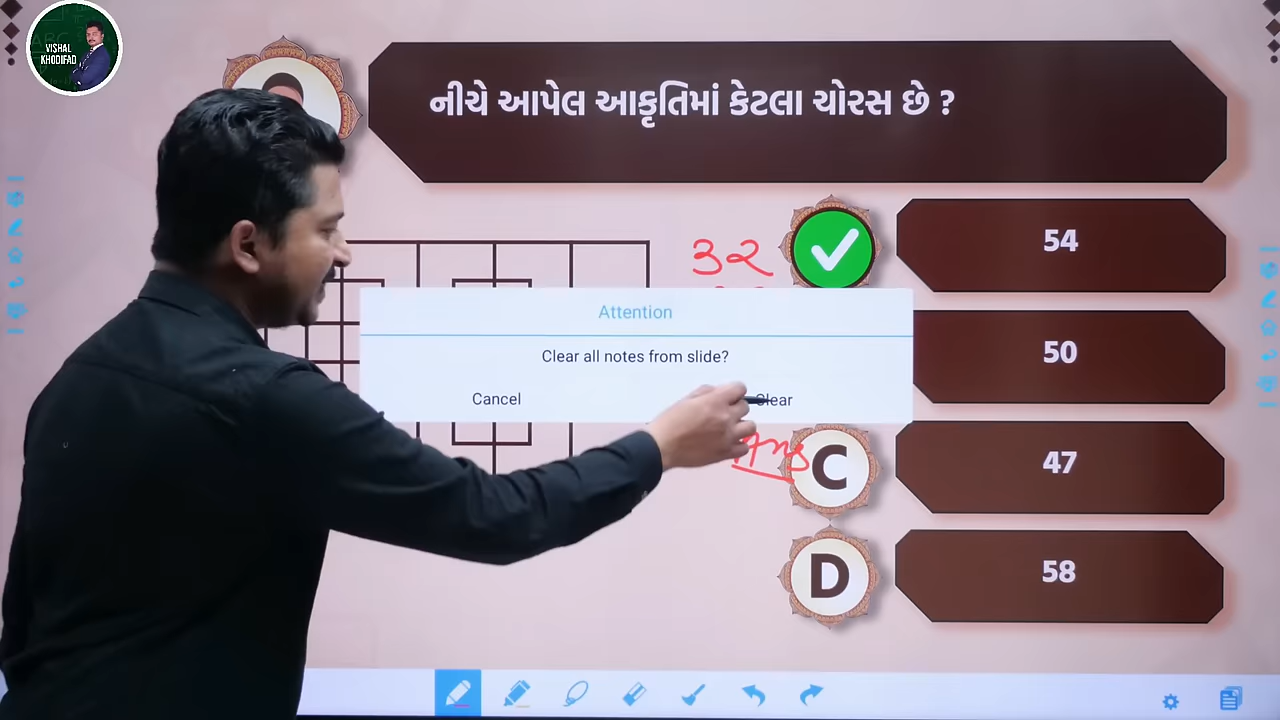 VISHAL
KHODIFAD
નીચે આપેલ આકૃતિમાં કેટલા ચોરસ છે ?
૩૨
54
Attention
Clear all notes from slide?
Cancel
Clear
50
Ans
C
47
D
58